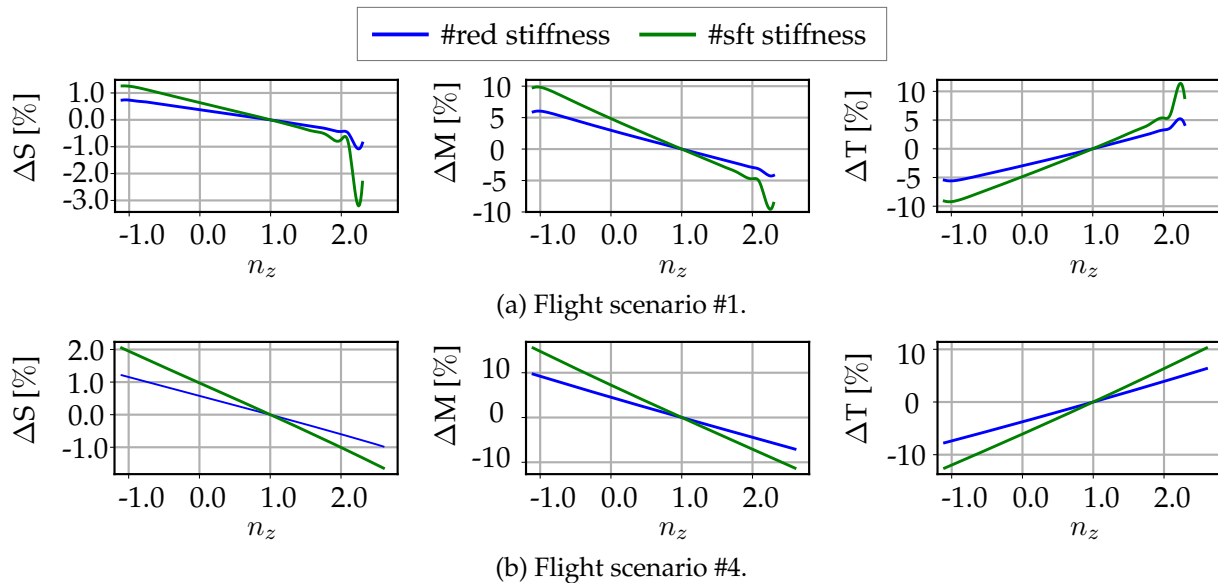 #red stiffness #sft stiffness
ΔS [%]
1.0
0.0
-1.0
-2.0
-3.0
-1.0 0.0 1.0 2.0
n_z
ΔM [%]
10
5
0
-5
-10
-1.0 0.0 1.0 2.0
n_z
ΔT [%]
10
5
0
-5
-10
-1.0 0.0 1.0 2.0
n_z
(a) Flight scenario #1.
ΔS [%]
2.0
1.0
0.0
-1.0
-1.0 0.0 1.0 2.0
n_z
ΔM [%]
10
0
-10
-1.0 0.0 1.0 2.0
n_z
ΔT [%]
10
0
-10
-1.0 0.0 1.0 2.0
n_z
(b) Flight scenario #4.